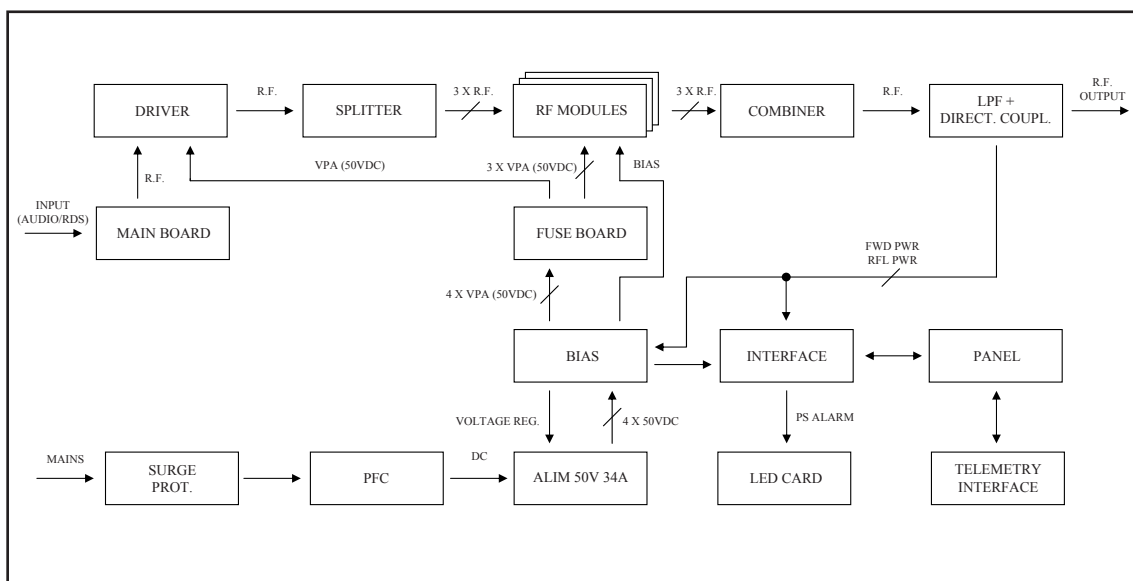 R.F.
3 X R.F.
3 X R.F.
R.F.
R.F.
OUTPUT
DRIVER
SPLITTER
RF MODULES
COMBINER
LPF +
DIRECT. COUPL.
VPA (50VDC)
3 X VPA (50VDC)
BIAS
R.F.
INPUT
(AUDIO/RDS)
MAIN BOARD
FUSE BOARD
FWD PWR
RFL PWR
4 X VPA (50VDC)
BIAS
INTERFACE
PANEL
VOLTAGE REG.
4 X 50VDC
PS ALARM
MAINS
DC
SURGE
PROT.
PFC
ALIM 50V 34A
LED CARD
TELEMETRY
INTERFACE